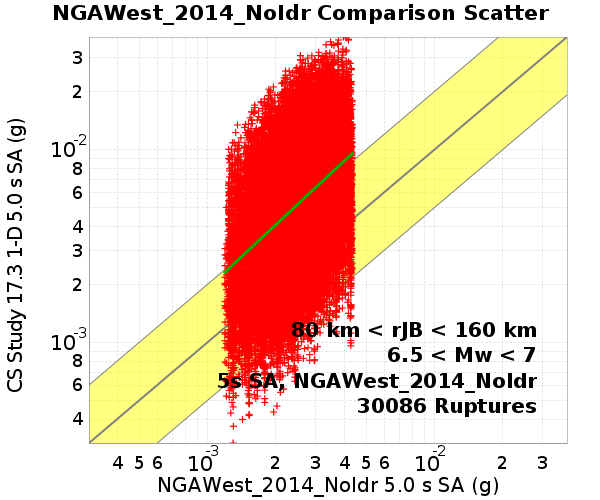 NGAWest_2014_NoIdr Comparison Scatter
CS Study 17.3 1-D 5.0 s SA (g)
3
2
10-2
8
6
4
3
2
10-3
8
6
4
80 km < rJB < 160 km
6.5 < Mw < 7
5s SA, NGAWest_2014_NoIdr
30086 Ruptures
4 5 6 10-3 2 3 4 5 6 10-2 2 3
NGAWest_2014_NoIdr 5.0 s SA (g)